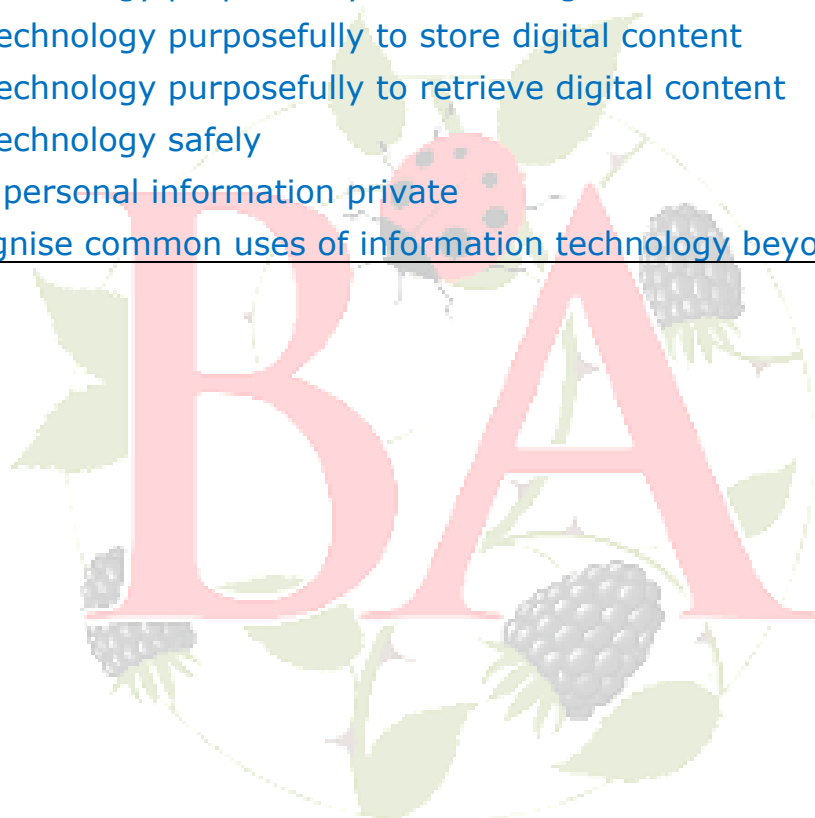 echnology purposefully to store digital content
echnology purposefully to retrieve digital content
echnology safely
personal information private
gnise common uses of information technology beyo
BA